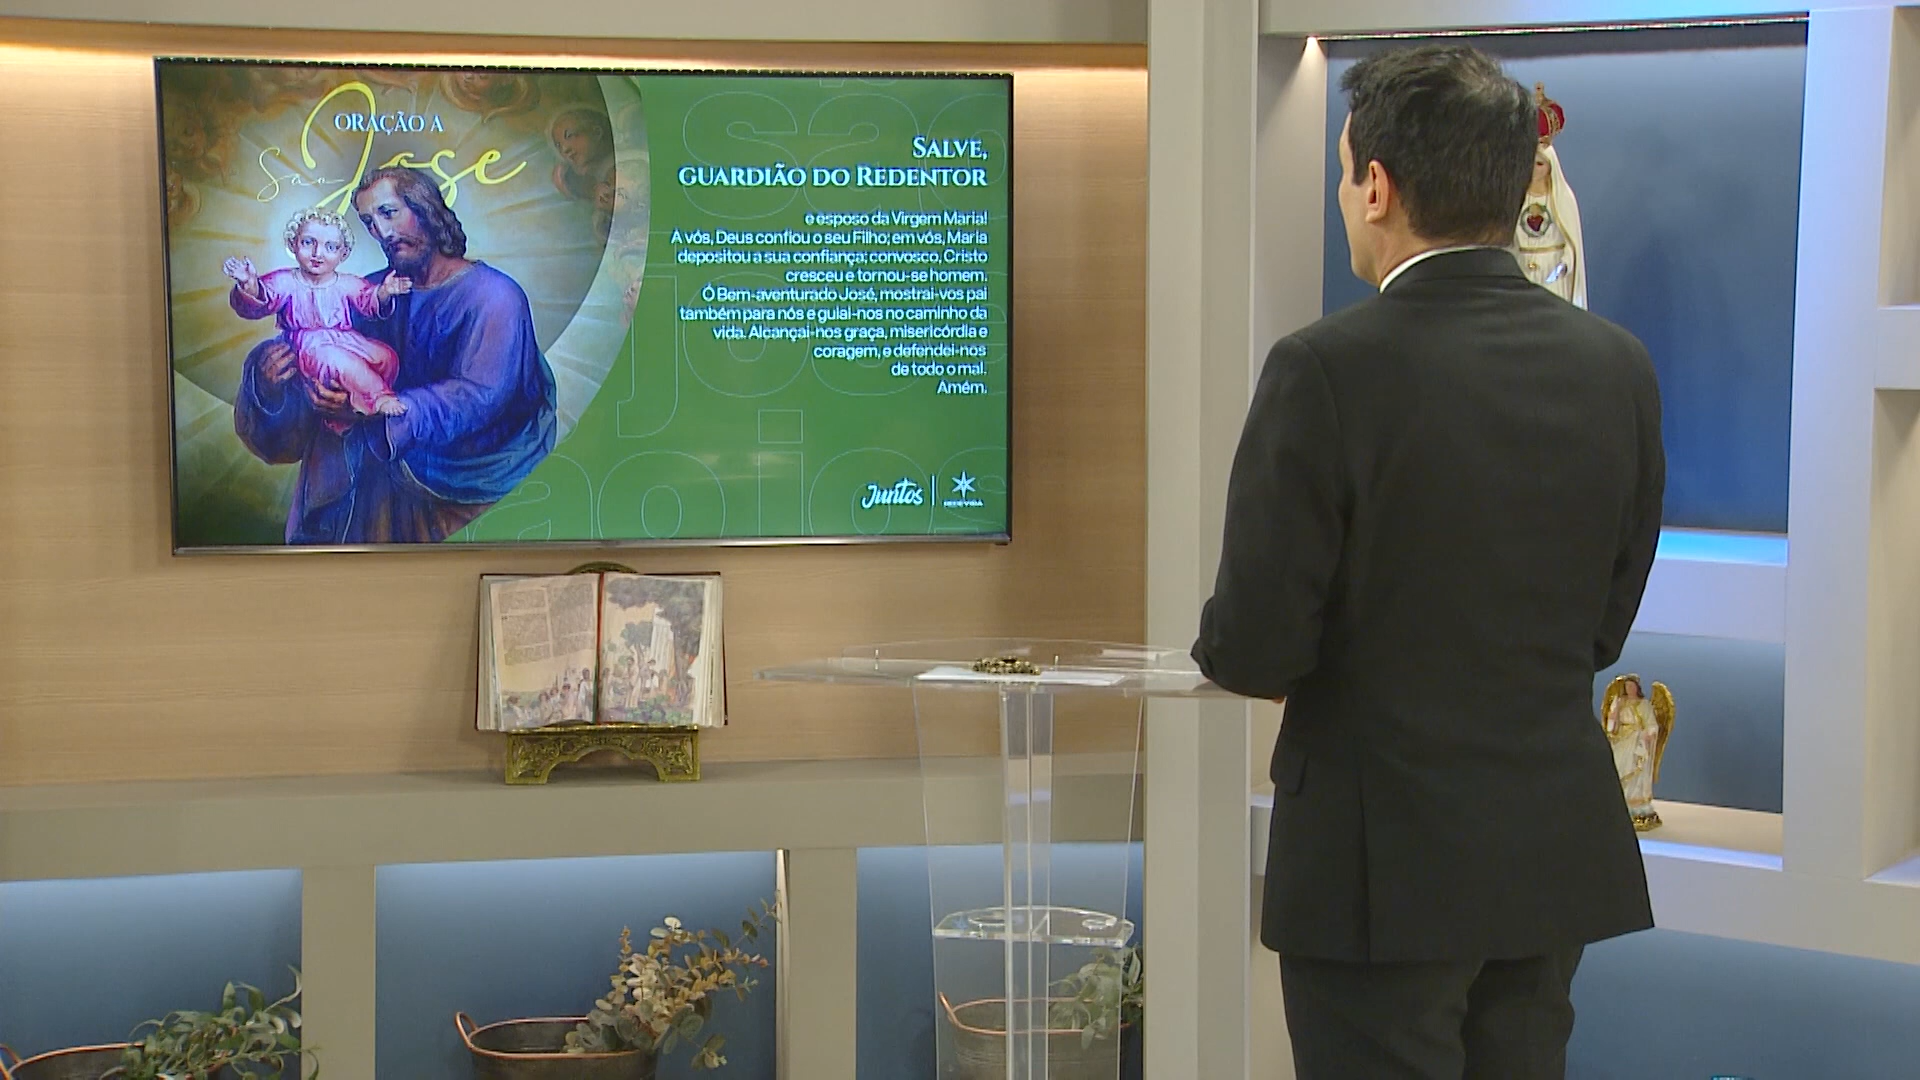 ORAÇÃO A
São José
SALVE,
GUARDIÃO DO REDENTOR
e esposo da Virgem Maria!
A vós, Deus confiou o seu Filho; em vós, Maria
depositou a sua confiança; convosco, Cristo
cresceu e tornou-se homem.
Ó Bem-aventurado José, mostrai-vos pai
também para nós e guiai-nos no caminho da
vida. Alcançai-nos graça, misericórdia e
coragem, e defendei-nos
de todo o mal.
Amém.
Juntos
REDEVIDA